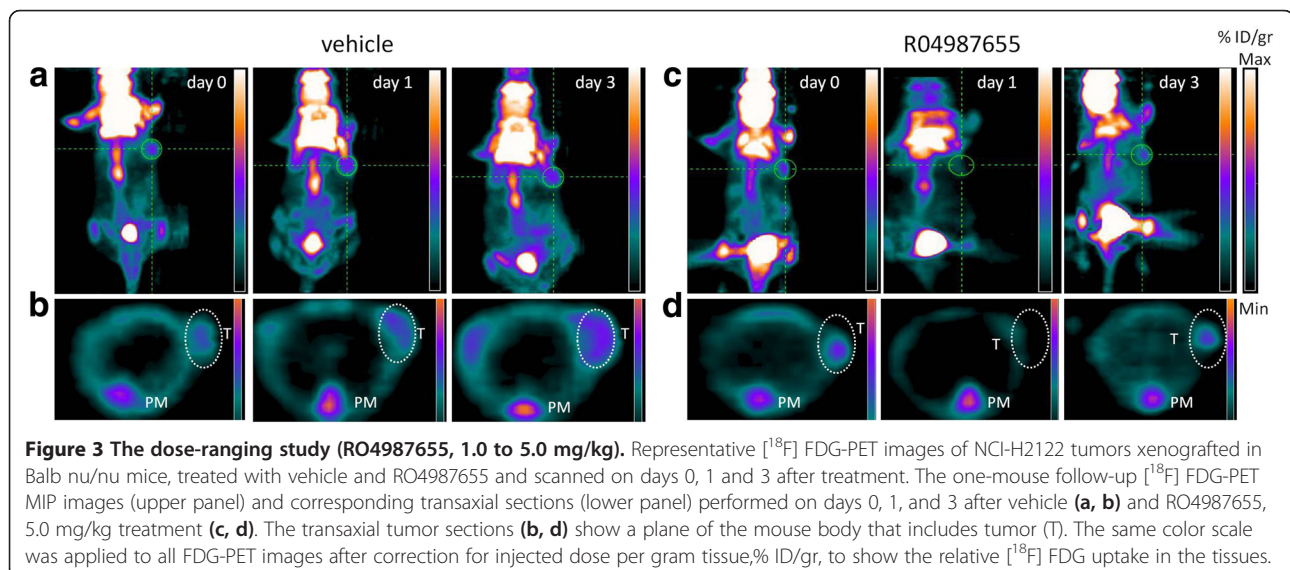 vehicle
RO4987655
% ID/gr
Max
a
day 0
day 1
day 3
c
day 0
day 1
day 3
Min
b
T
PM
T
PM
T
PM
d
T
PM
T
PM
T
PM
Figure 3 The dose-ranging study (RO4987655, 1.0 to 5.0 mg/kg). Representative [18F] FDG-PET images of NCI-H2122 tumors xenografted in
Balb nu/nu mice, treated with vehicle and RO4987655 and scanned on days 0, 1 and 3 after treatment. The one-mouse follow-up [18F] FDG-PET
MIP images (upper panel) and corresponding transaxial sections (lower panel) performed on days 0, 1, and 3 after vehicle (a, b) and RO4987655,
5.0 mg/kg treatment (c, d). The transaxial tumor sections (b, d) show a plane of the mouse body that includes tumor (T). The same color scale
was applied to all FDG-PET images after correction for injected dose per gram tissue,% ID/gr, to show the relative [18F] FDG uptake in the tissues.